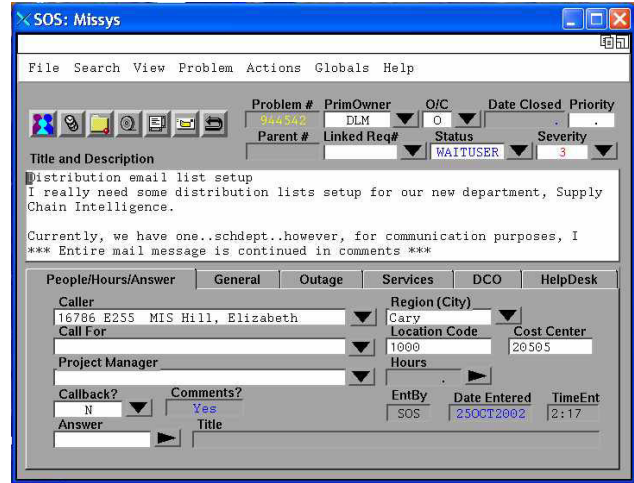 SOS: Missys
File Search View Problem Actions Globals Help
Problem # PrimOwner O/C Date Closed Priority
944542 DLM O . .
Parent # Linked Req# Status Severity
WAITUSER 3
Title and Description
Distribution email list setup
I really need some distribution lists setup for our new department, Supply
Chain Intelligence.
Currently, we have one..schdept..however, for communication purposes, I
*** Entire mail message is continued in comments ***
People/Hours/Answer General Outage Services DCO HelpDesk
Caller Region (City)
16786 E255 MIS Hill, Elizabeth Cary
Call For Location Code Cost Center
1000 20505
Project Manager Hours
.
Callback? Comments? EntBy Date Entered TimeEnt
N Yes SOS 25OCT2002 2:17
Answer Title